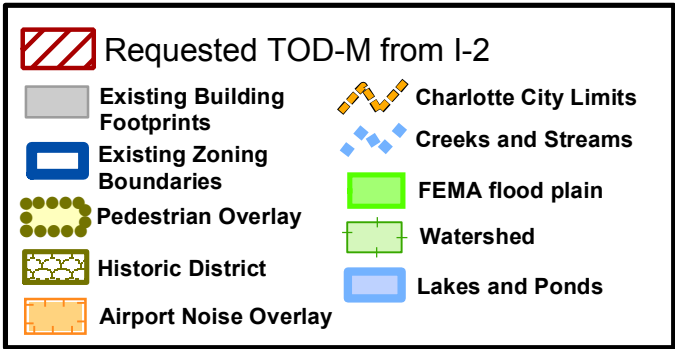 Requested TOD-M from I-2
Existing Building
Footprints
Existing Zoning
Boundaries
Pedestrian Overlay
Historic District
Airport Noise Overlay
Charlotte City Limits
Creeks and Streams
FEMA flood plain
Watershed
Lakes and Ponds